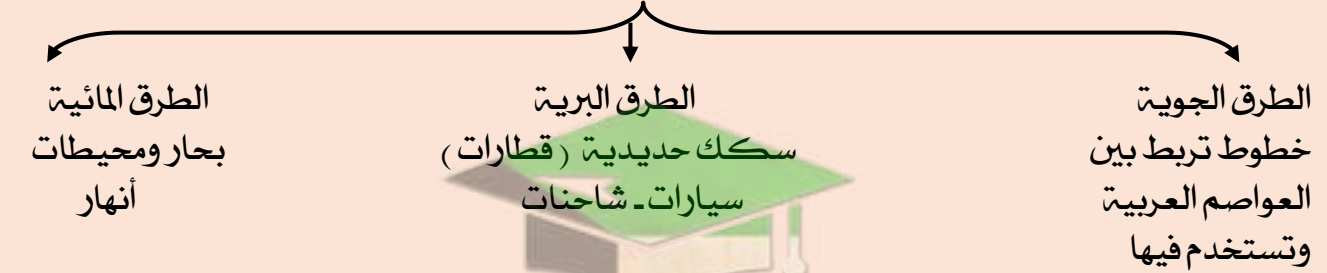 الطرق الجوية
خطوط تربط بين
العواصم العربية
وتستخدم فيها
الطرق البرية
سكك حديدية (قطارات)
سيارات - شاحنات
الطرق المائية
بحار ومحيطات
أنهار